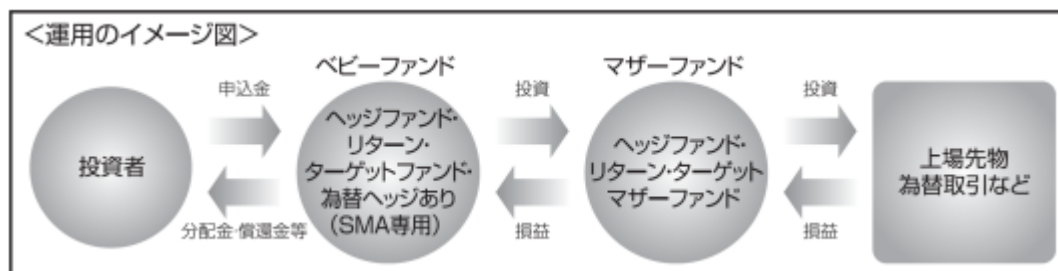 <運用のイメージ図>
ベビーファンド
マザーファンド
申込金
投資
投資
投資者
ヘッジファンド・
リターン・
ターゲットファンド・
為替ヘッジあり
(SMA専用)
ヘッジファンド・
リターン・ターゲット
マザーファンド
上場先物
為替取引など
分配金・償還金等
損益
損益